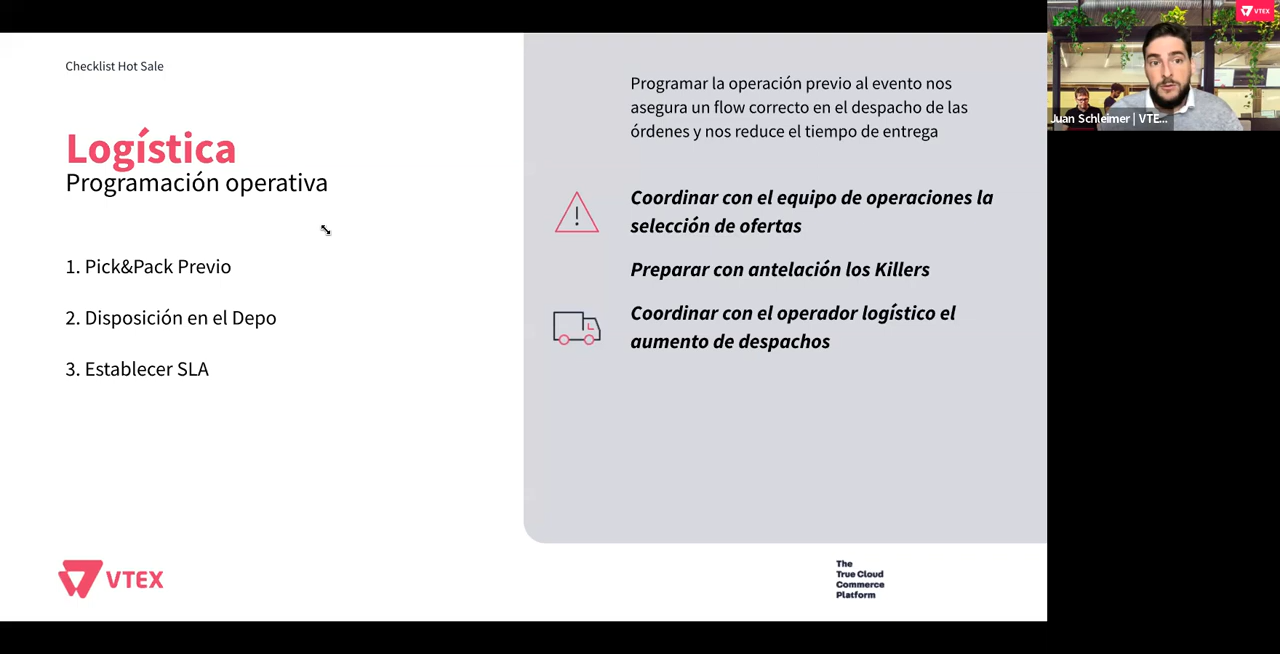 Checklist Hot Sale
Logística
Programación operativa
1. Pick&Pack Previo
2. Disposición en el Depo
3. Establecer SLA
Programar la operación previo al evento nos
asegura un flow correcto en el despacho de las
órdenes y nos reduce el tiempo de entrega
Coordinar con el equipo de operaciones la
selección de ofertas
Preparar con antelación los Killers
Coordinar con el operador logístico el
aumento de despachos
VTEX
The
True Cloud
Commerce
Platform
VTEX
Juan Schleimer | VTE...